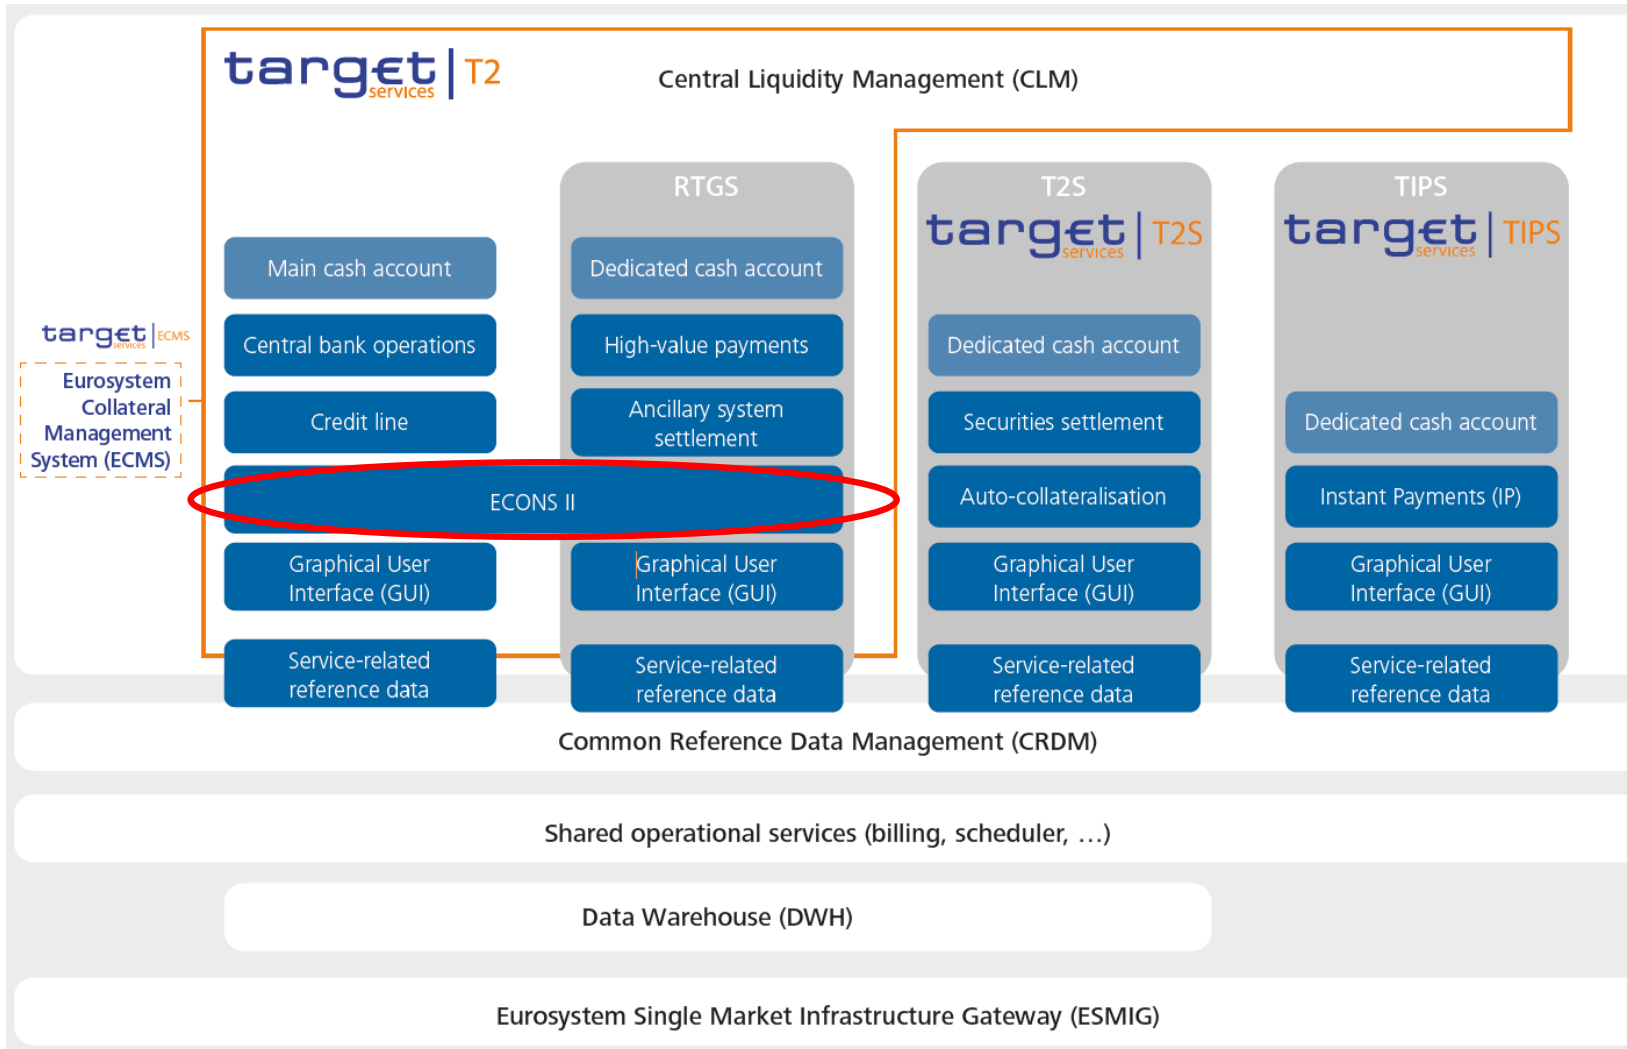 target services | T2
Central Liquidity Management (CLM)
Main cash account
Central bank operations
Credit line
RTGS
Dedicated cash account
High-value payments
Ancillary system
settlement
ECONS II
Graphical User
Interface (GUI)
Graphical User
Interface (GUI)
Service-related
reference data
Service-related
reference data
T2S
target services | T2S
Dedicated cash account
Securities settlement
Auto-collateralisation
Graphical User
Interface (GUI)
Service-related
reference data
TIPS
target services | TIPS
Dedicated cash account
Instant Payments (IP)
Graphical User
Interface (GUI)
Service-related
reference data
target services | ECMS
Eurosystem
Collateral
Management
System (ECMS)
Common Reference Data Management (CRDM)
Shared operational services (billing, scheduler, …)
Data Warehouse (DWH)
Eurosystem Single Market Infrastructure Gateway (ESMIG)